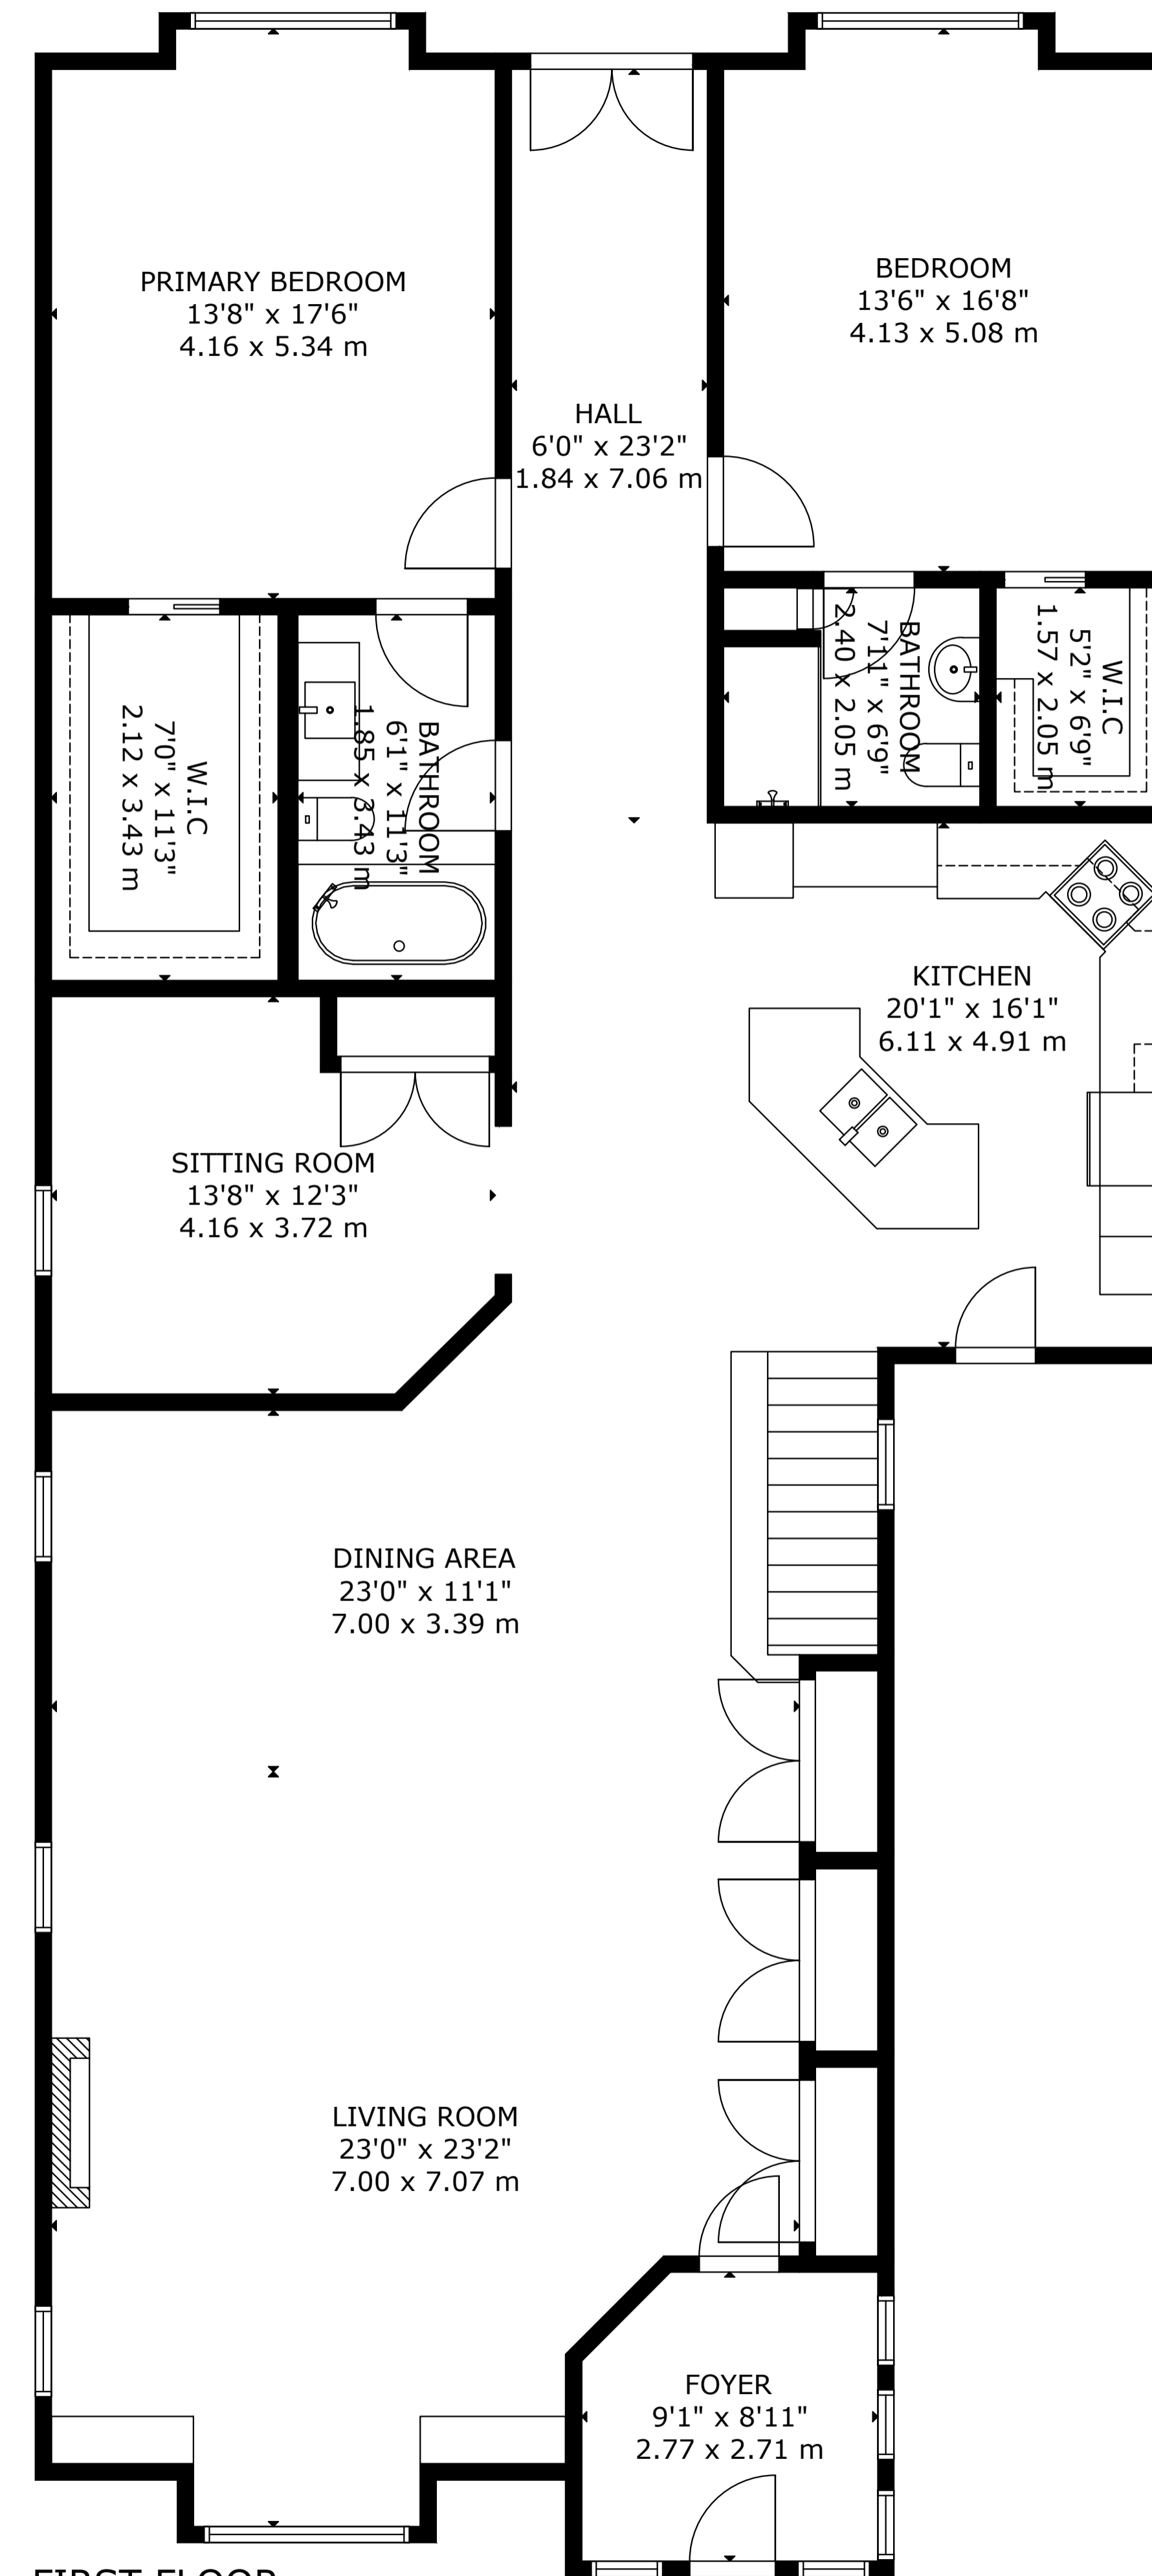 PRIMARY BEDROOM
13'8" x 17'6"
4.16 x 5.34 m
BEDROOM
13'6" x 16'8"
4.13 x 5.08 m
HALL
6'0" x 23'2"
1.84 x 7.06 m
W.I.C
7'0" x 11'3"
2.12 x 3.43 m
BATHROOM
6'1" x 11'3"
1.85 x 3.43 m
BATHROOM
7'11" x 6'9"
2.40 x 2.05 m
W.I.C
5'2" x 6'9"
1.57 x 2.05 m
KITCHEN
20'1" x 16'1"
6.11 x 4.91 m
SITTING ROOM
13'8" x 12'3"
4.16 x 3.72 m
DINING AREA
23'0" x 11'1"
7.00 x 3.39 m
LIVING ROOM
23'0" x 23'2"
7.00 x 7.07 m
FOYER
9'1" x 8'11"
2.77 x 2.71 m
FIRST FLOOR